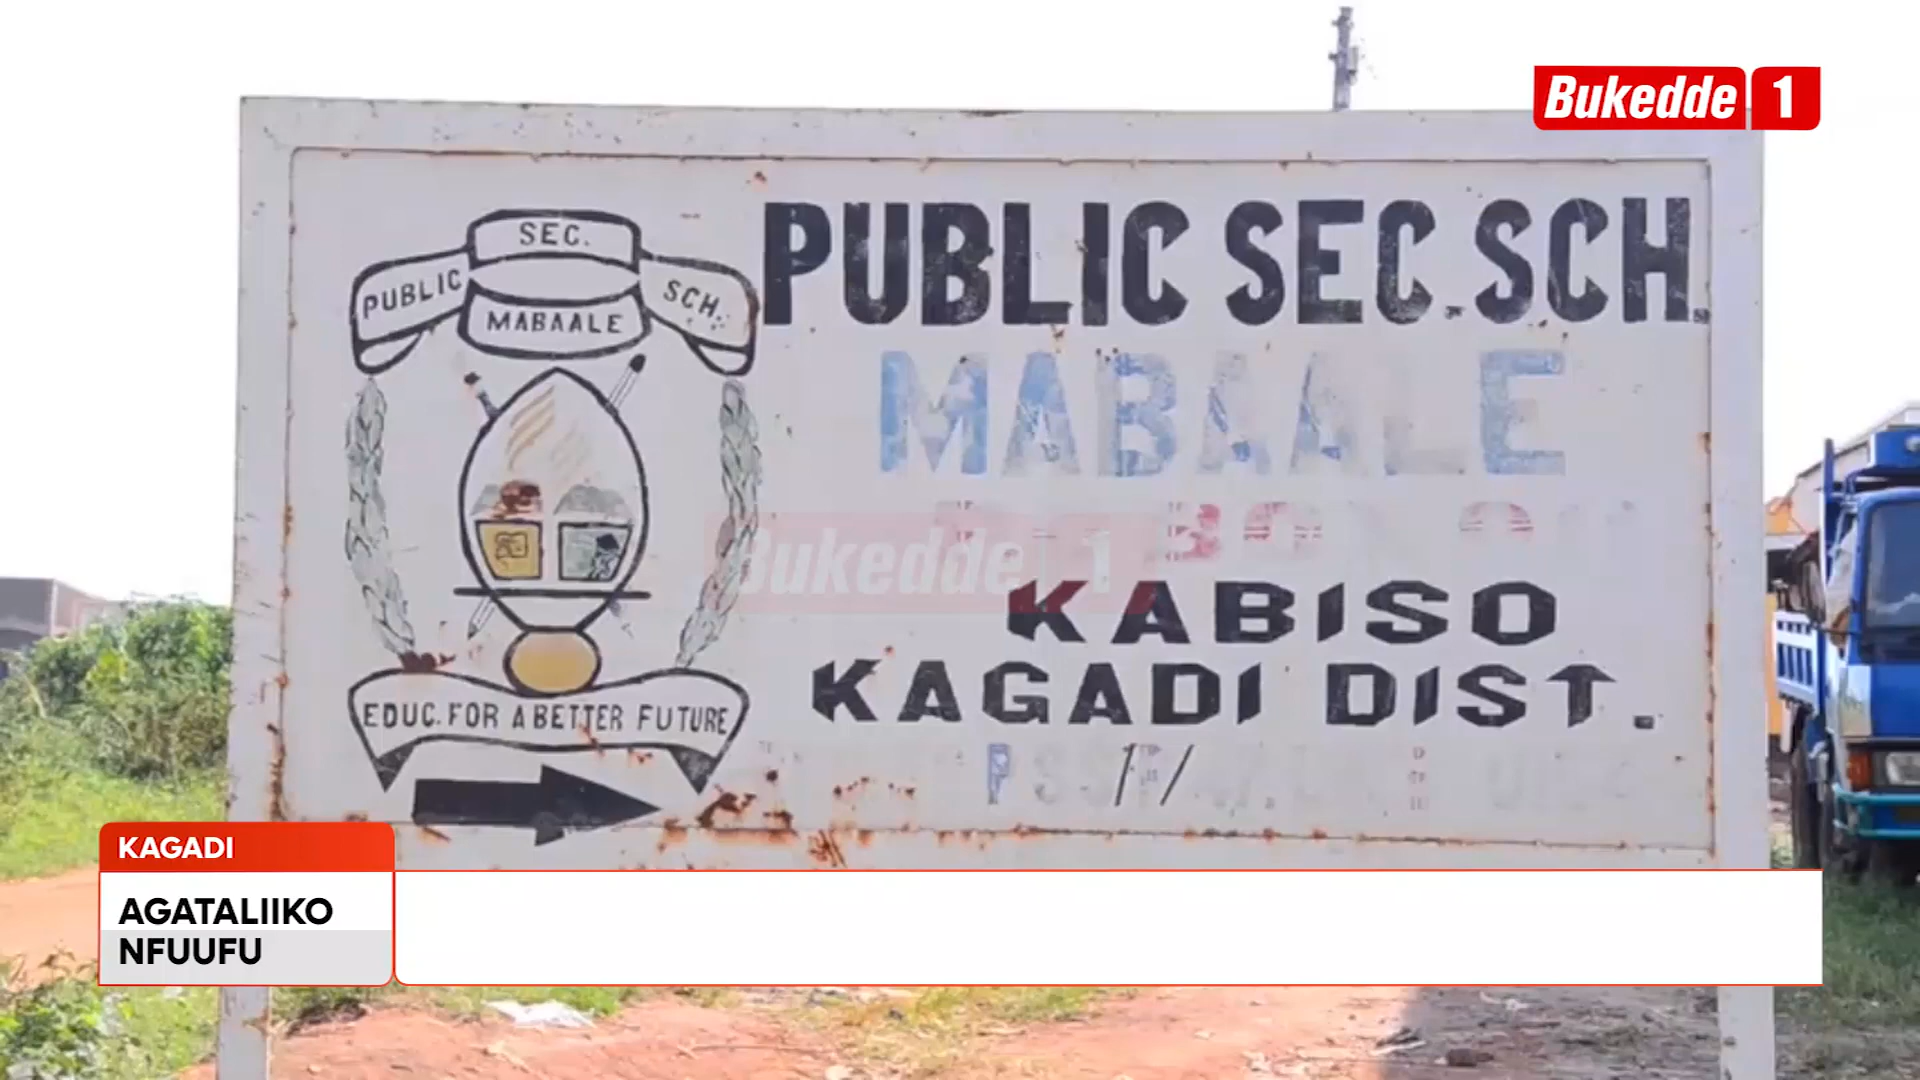 Bukedde 1
PUBLIC SEC. SCH.
MABAALE
KABISO
KAGADI DIST.
SEC.
PUBLIC
SCH.
MABAALE
EDUC. FOR A BETTER FUTURE
Bukedde 1
KAGADI
AGATALIIKO
NFUUFU